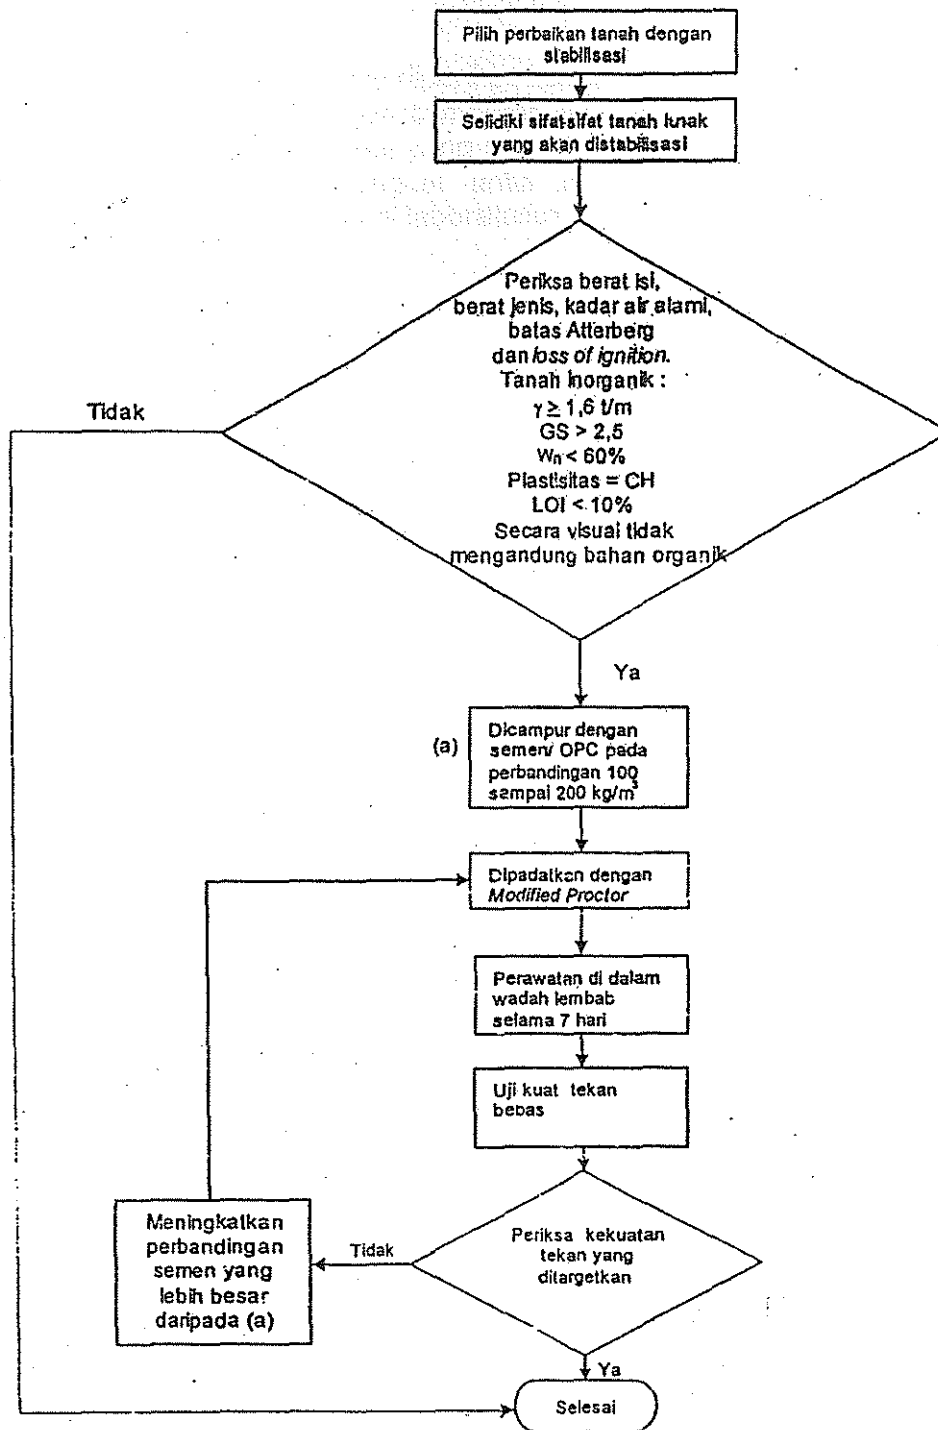 Pilih perbaikan tanah dengan
stabilisasi
Selidiki sifat-sifat tanah lunak
yang akan distabilisasi
Periksa berat isi,
berat jenis, kadar air alami,
batas Atterberg
dan loss of ignition.
Tanah inorganik :
γ ≥ 1,6 t/m
GS > 2,5
Wn < 60%
Plastisitas = CH
LOI < 10%
Secara visual tidak
mengandung bahan organik
Tidak
Ya
(a)
Dicampur dengan
semen/ OPC pada
perbandingan 100
sampai 200 kg/m³
Dipadatkan dengan
Modified Proctor
Perawatan di dalam
wadah lembab
selama 7 hari
Uji kuat tekan
bebas
Periksa kekuatan
tekan yang
ditargetkan
Tidak
Meningkatkan
perbandingan
semen yang
lebih besar
daripada (a)
Ya
Selesai